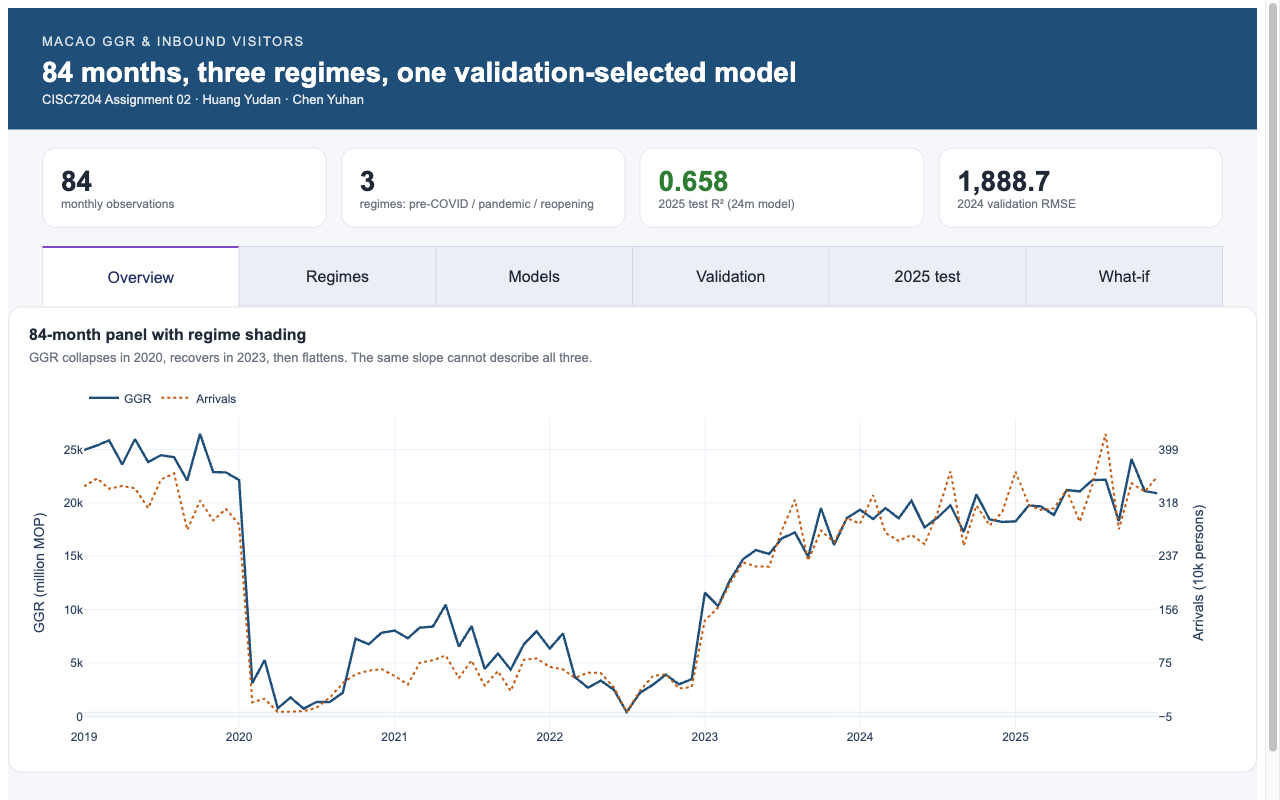 MACAO GGR & INBOUND VISITORS
84 months, three regimes, one validation-selected model
CISC7204 Assignment 02 · Huang Yudan · Chen Yuhan
84
monthly observations
3
regimes: pre-COVID / pandemic / reopening
0.658
2025 test R² (24m model)
1,888.7
2024 validation RMSE
Overview
Regimes
Models
Validation
2025 test
What-if
84-month panel with regime shading
GGR collapses in 2020, recovers in 2023, then flattens. The same slope cannot describe all three.
GGR
Arrivals
25k
20k
15k
10k
5k
0
GGR (million MOP)
399
318
237
156
75
−5
Arrivals (10k persons)
2019
2020
2021
2022
2023
2024
2025